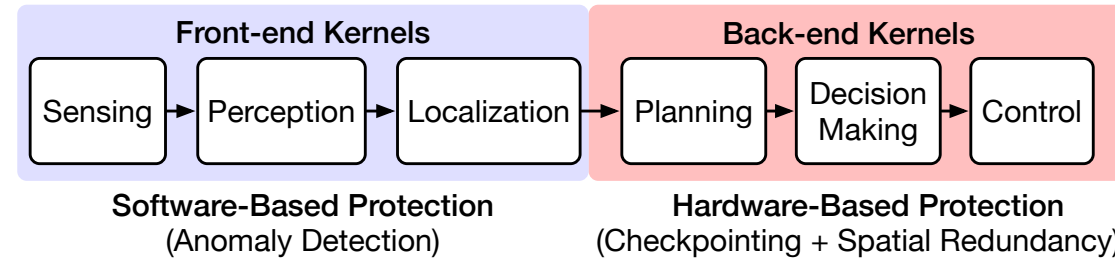 Front-end Kernels
Back-end Kernels
Sensing
Perception
Localization
Planning
Decision
Making
Control
Software-Based Protection
(Anomaly Detection)
Hardware-Based Protection
(Checkpointing + Spatial Redundancy)